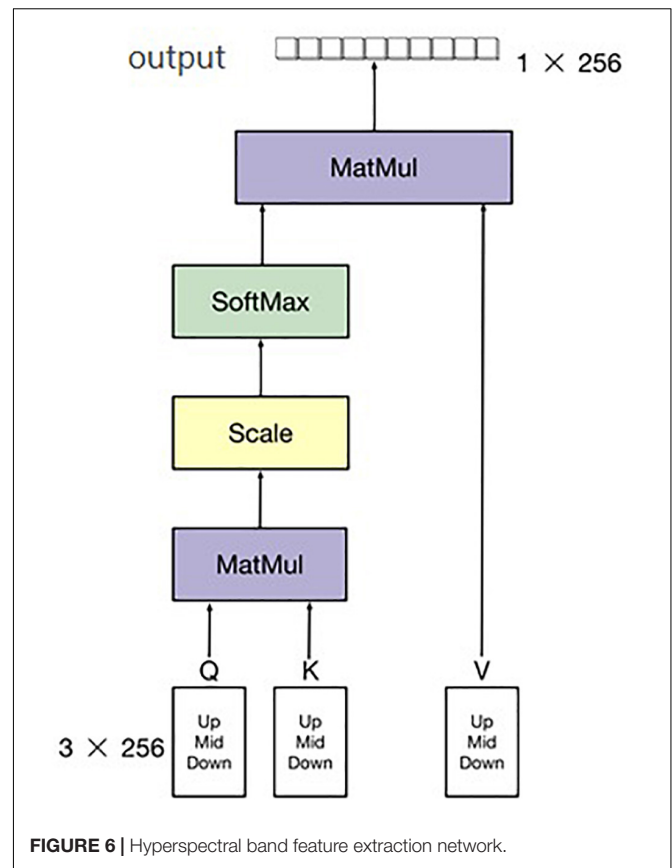 output
1 × 256
MatMul
SoftMax
Scale
MatMul
Q K V
3 × 256
Up Up Up
Mid Mid Mid
Down Down Down
FIGURE 6 | Hyperspectral band feature extraction network.